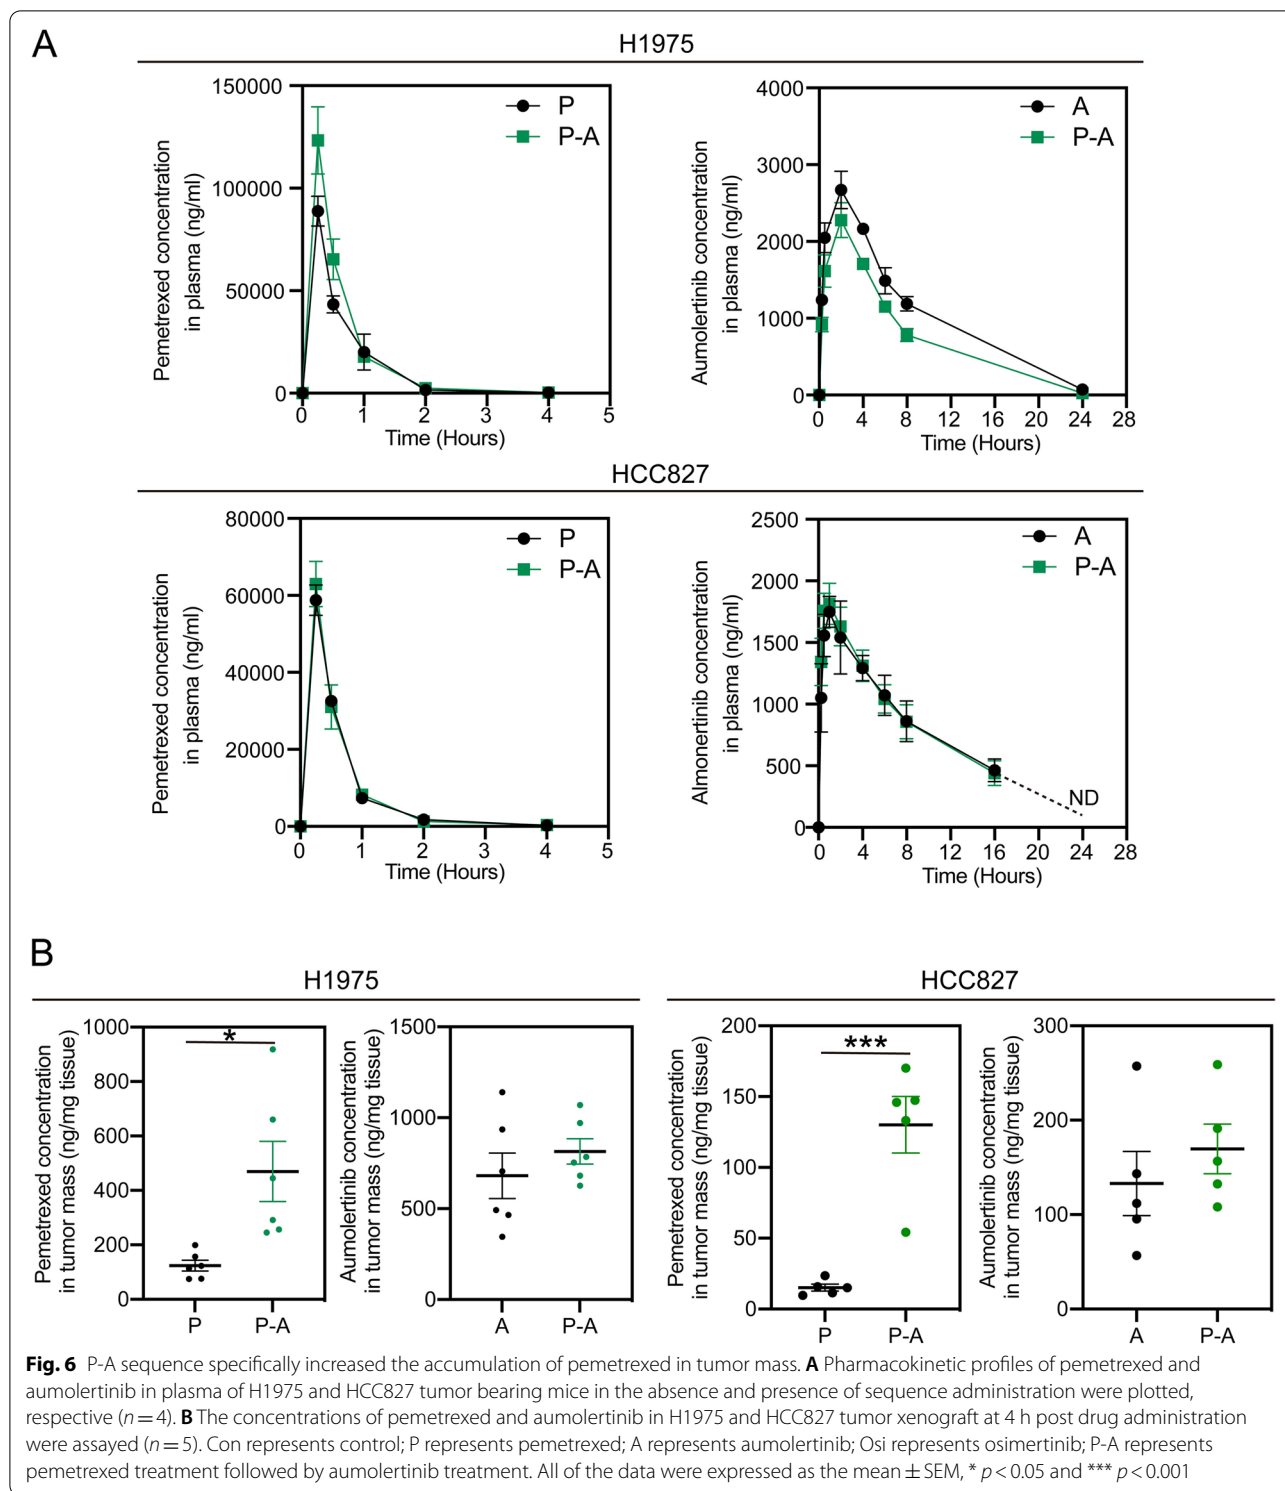 A
H1975
Pemetrexed concentration
in plasma (ng/ml)
150000
100000
50000
0
P
P-A
0 1 2 3 4 5
Time (Hours)
Aumolertinib concentration
in plasma (ng/ml)
4000
3000
2000
1000
0
A
P-A
0 4 8 12 16 20 24 28
Time (Hours)
HCC827
Pemetrexed concentration
in plasma (ng/ml)
80000
60000
40000
20000
0
P
P-A
0 1 2 3 4 5
Time (Hours)
Almonertinib concentration
in plasma (ng/ml)
2500
2000
1500
1000
500
0
A
P-A
ND
0 4 8 12 16 20 24 28
Time (Hours)
B
H1975
Pemetrexed concentration
in tumor mass (ng/mg tissue)
1000
800
600
400
200
0
*
P P-A
Aumolertinib concentration
in tumor mass (ng/mg tissue)
1500
1000
500
0
A P-A
HCC827
Pemetrexed concentration
in tumor mass (ng/mg tissue)
200
150
100
50
0
***
P P-A
Aumolertinib concentration
in tumor mass (ng/mg tissue)
300
200
100
0
A P-A
Fig. 6 P-A sequence specifically increased the accumulation of pemetrexed in tumor mass. A Pharmacokinetic profiles of pemetrexed and
aumolertinib in plasma of H1975 and HCC827 tumor bearing mice in the absence and presence of sequence administration were plotted,
respective (n = 4). B The concentrations of pemetrexed and aumolertinib in H1975 and HCC827 tumor xenograft at 4 h post drug administration
were assayed (n = 5). Con represents control; P represents pemetrexed; A represents aumolertinib; Osi represents osimertinib; P-A represents
pemetrexed treatment followed by aumolertinib treatment. All of the data were expressed as the mean ± SEM, * p < 0.05 and *** p < 0.001